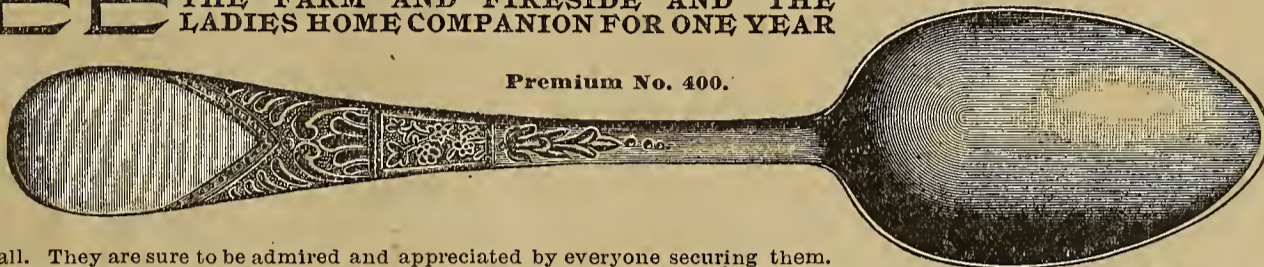 THE FARM AND FIRESIDE AND THE
LADIES HOME COMPANION FOR ONE YEAR
Premium No. 400.
all. They are sure to be admired and appreciated by everyone securing them.